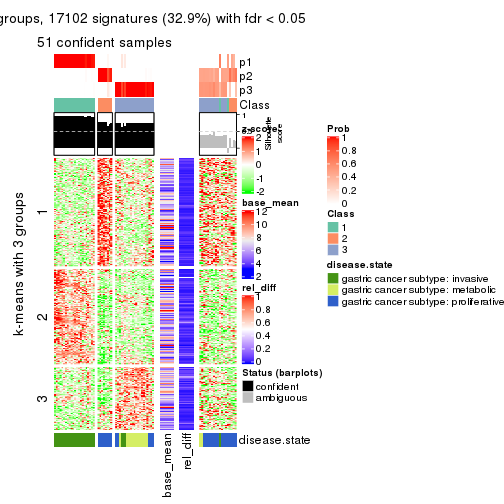 groups, 17102 signatures (32.9%) with fdr < 0.05
51 confident samples
p1
p2
p3
Class
1
0.5
0
Silhouette
score
z-score
2
1
0
-1
-2
base_mean
12
10
8
6
4
2
rel_diff
1
0.8
0.6
0.4
0.2
0
Status (barplots)
confident
ambiguous
Prob
1
0.8
0.6
0.4
0.2
0
Class
1
2
3
disease.state
gastric cancer subtype: invasive
gastric cancer subtype: metabolic
gastric cancer subtype: proliferative
k-means with 3 groups
1
2
3
disease.state
base_mean
rel_diff